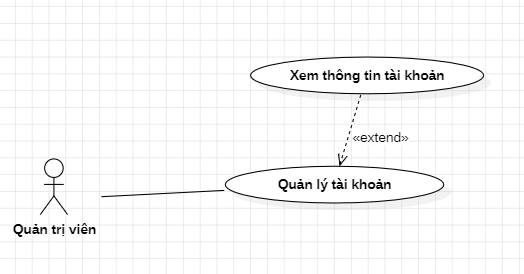 Xem thông tin tài khoản
«extend»
Quản lý tài khoản
Quản trị viên